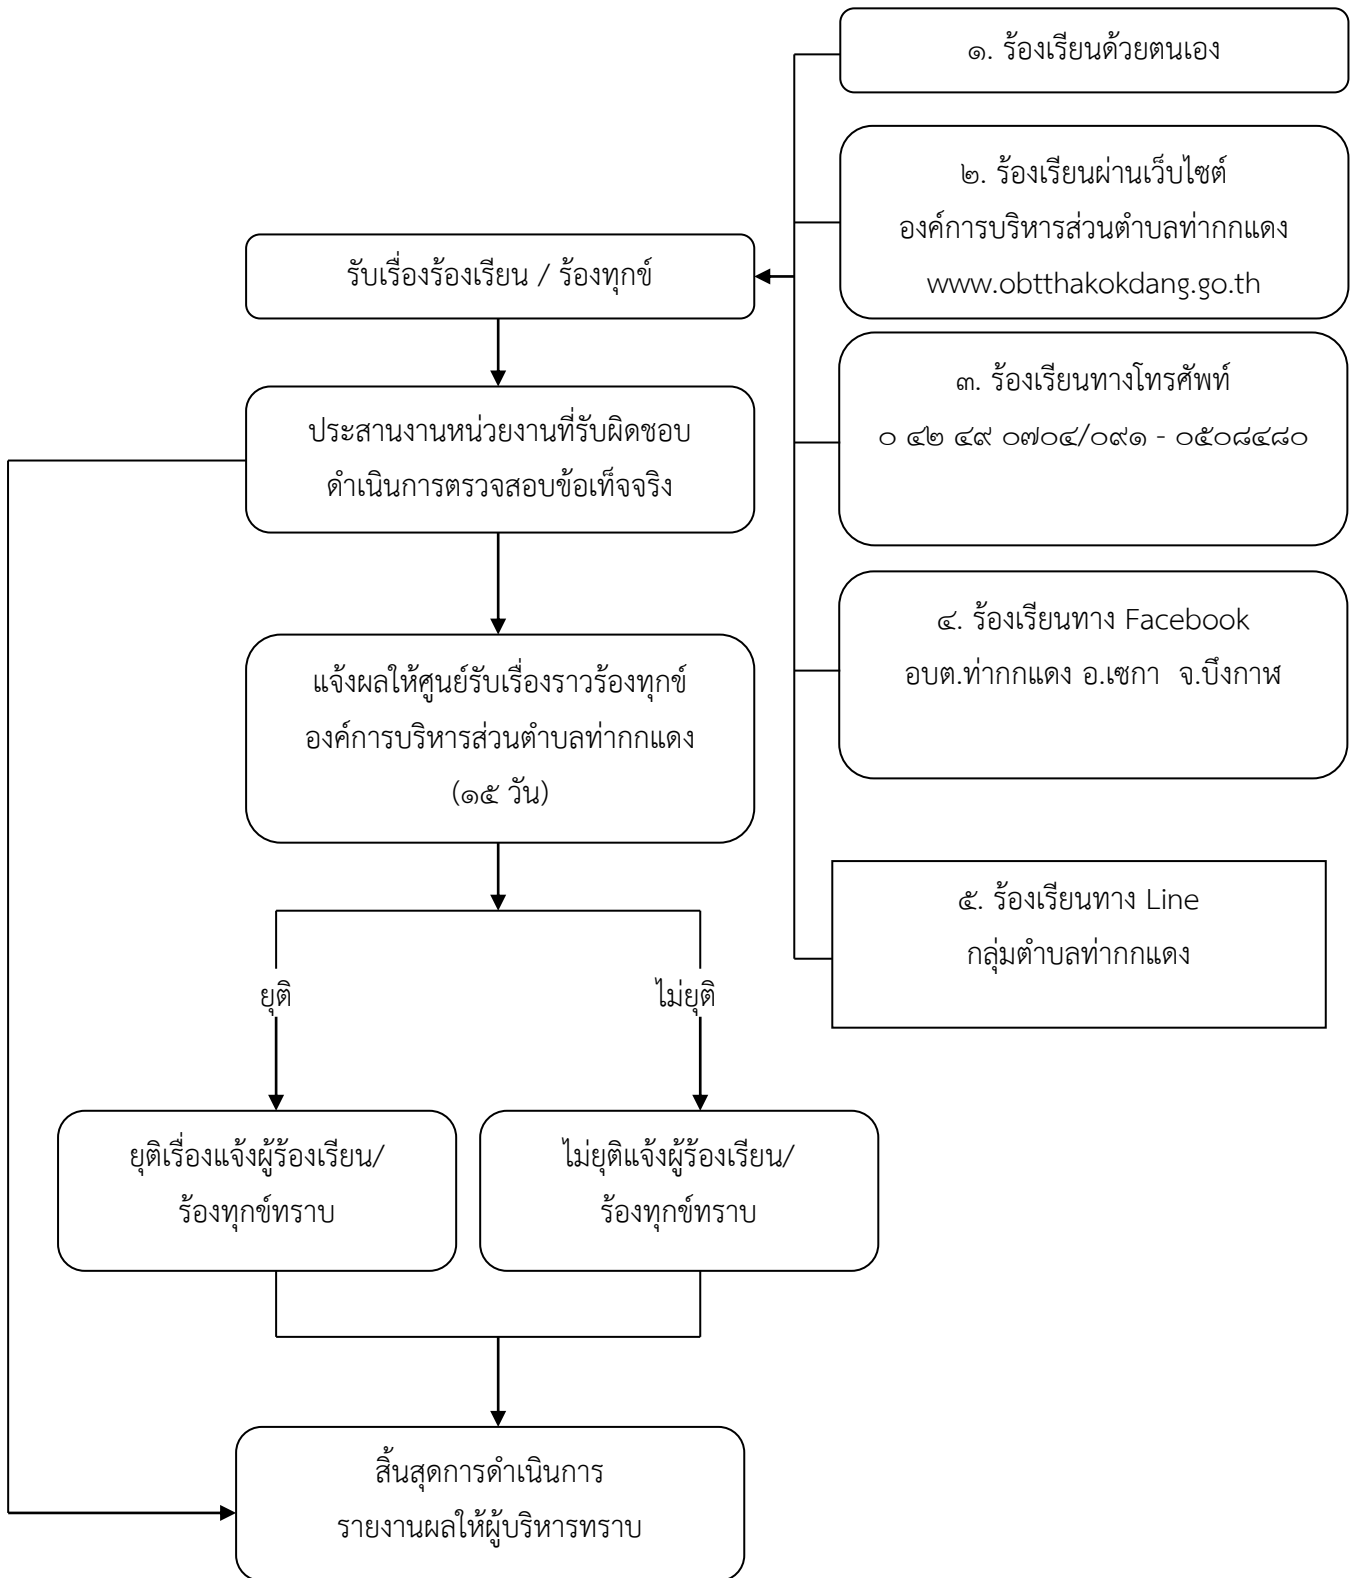 ๑. ร้องเรียนด้วยตนเอง
๒. ร้องเรียนผ่านเว็บไซต์
องค์การบริหารส่วนตำบลท่ากกแดง
www.obtthakokdang.go.th
๓. ร้องเรียนทางโทรศัพท์
๐ ๔๒ ๔๙ ๐๗๐๔/๐๙๑ - ๐๕๐๘๔๘๐
๔. ร้องเรียนทาง Facebook
อบต.ท่ากกแดง อ.เซกา จ.บึงกาฬ
๕. ร้องเรียนทาง Line
กลุ่มตำบลท่ากกแดง
รับเรื่องร้องเรียน / ร้องทุกข์
ประสานงานหน่วยงานที่รับผิดชอบ
ดำเนินการตรวจสอบข้อเท็จจริง
แจ้งผลให้ศูนย์รับเรื่องราวร้องทุกข์
องค์การบริหารส่วนตำบลท่ากกแดง
(๑๕ วัน)
ยุติ
ไม่ยุติ
ยุติเรื่องแจ้งผู้ร้องเรียน/
ร้องทุกข์ทราบ
ไม่ยุติแจ้งผู้ร้องเรียน/
ร้องทุกข์ทราบ
สิ้นสุดการดำเนินการ
รายงานผลให้ผู้บริหารทราบ